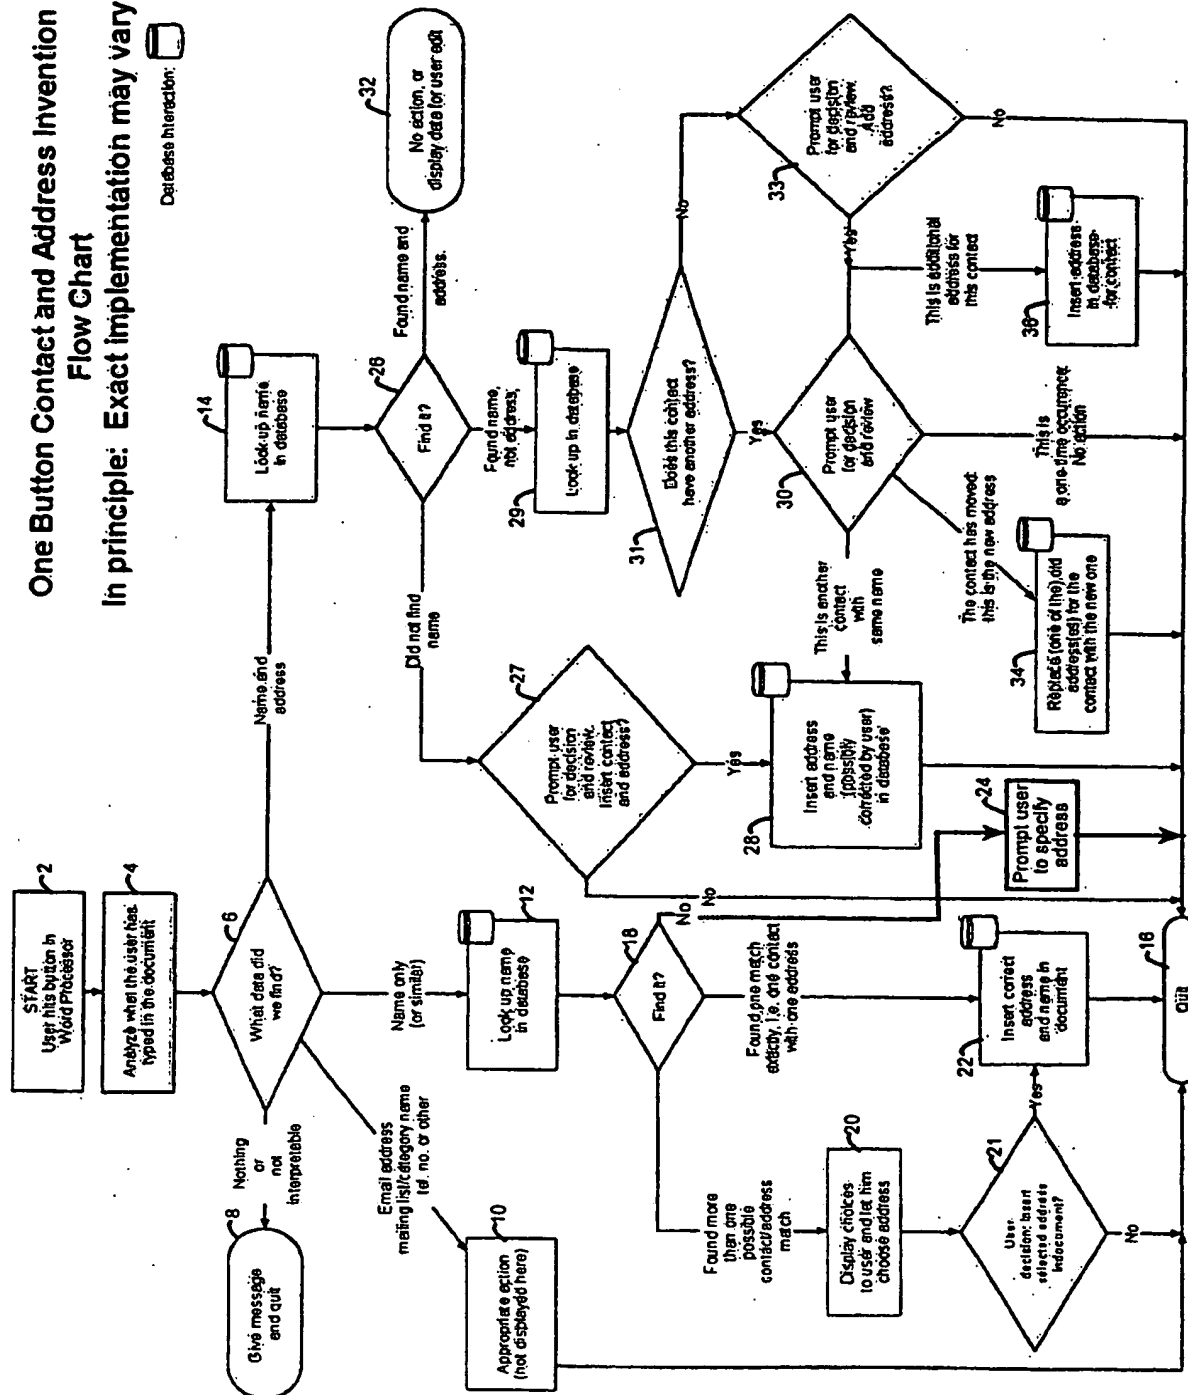 One Button Contact and Address Invention
Flow Chart
In principle: Exact implementation may vary
Database Interaction:
START
User hits button in
Word Processor
2
Analyze what the user has
typed in the document
4
What data did
we find?
6
Nothing
or
not
interpretable
Give message
and quit
8
Email address
mailing list/category name
tel. no. or other
Appropriate action
(not displayed here)
10
Name only
(or similar)
Look up name
in database
12
Name and
address
Look up name
in database
14
Find it?
18
No
Found one match
exactly, i.e. one contact
with one address
Found more
than one
possible
contact/address
match
Display choices
to user and let him
choose address
20
User
decision: Insert
selected address
in document?
21
Yes
No
Insert correct
address
and name in
document
22
Prompt user
to specify
address
24
Quit
16
Find it?
26
Found name and
address.
No action, or
display data for user edit
32
Did not find
name
Prompt user
for decision
and review.
Insert contact
and address?
27
No
Yes
Insert address
and name
(possibly
corrected by user)
in database
28
Found name,
not address,
Look up in database
29
Does this contact
have another address?
31
Yes
No
Prompt user
for decision
and review
30
Prompt user
for decision
and review.
Add
address?
33
Yes
No
This is another
contact
with
same name
The contact has moved:
this is the new address
Replace (one of the) old
address(es) for the
contact with the new one
34
This is
a one-time occurence:
No action
This is additional
address for
this contact
Insert address
in database
for contact
36